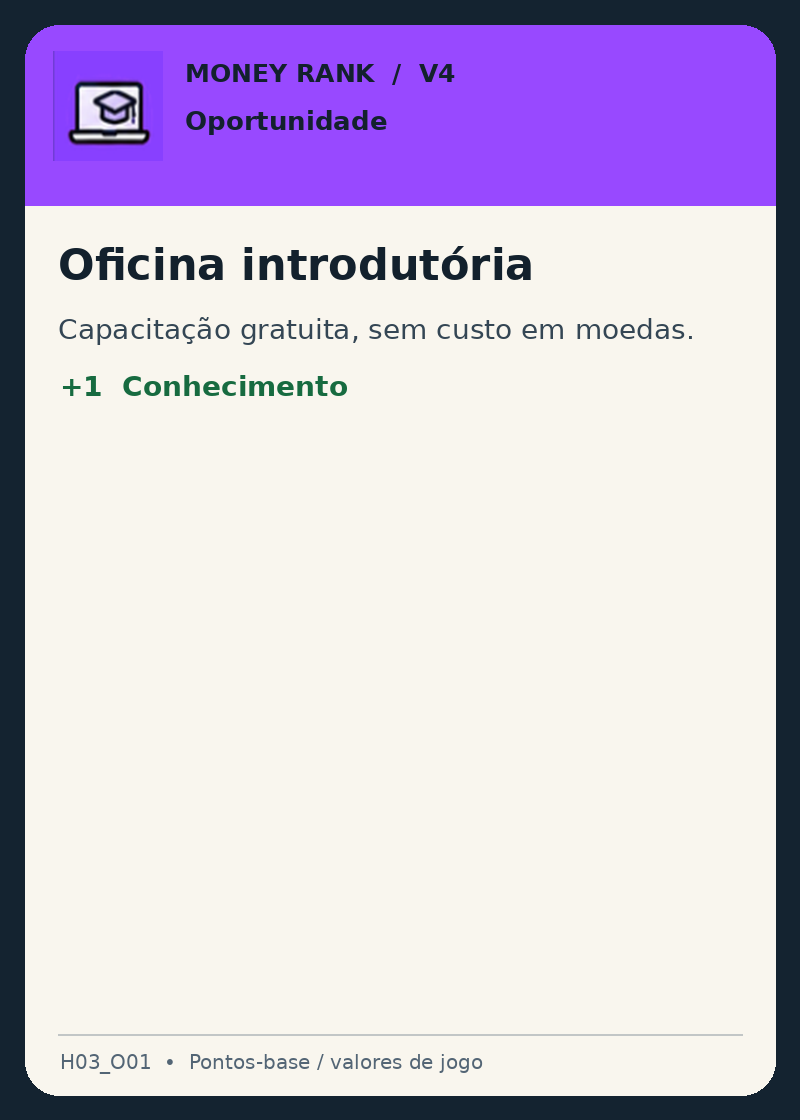 MONEY RANK / V4
Oportunidade
Oficina introdutória
Capacitação gratuita, sem custo em moedas.
+1 Conhecimento
H03_O01 • Pontos-base / valores de jogo